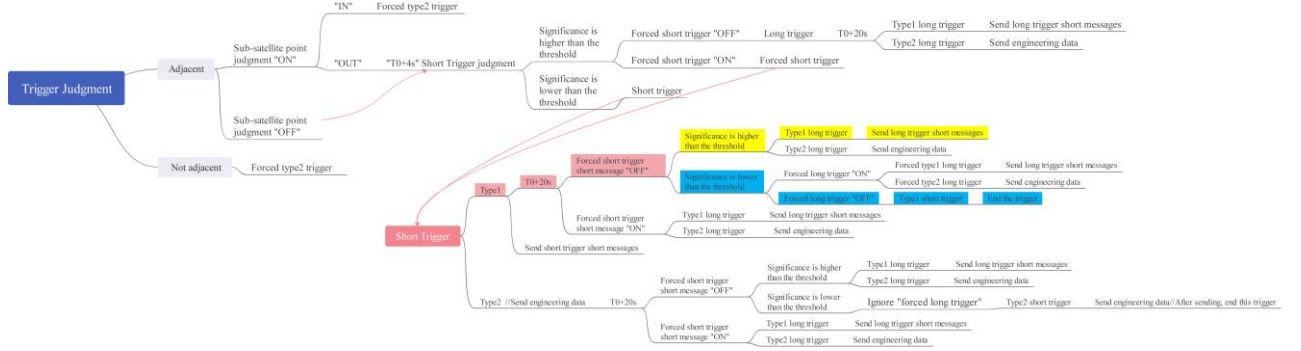 Trigger Judgment
Adjacent
Sub-satellite point
judgment "ON"
"IN"
Forced type2 trigger
"OUT"
"T0+4s" Short Trigger judgment
Significance is
higher than the
threshold
Forced short trigger "OFF"
Long trigger
T0+20s
Type1 long trigger
Send long trigger short messages
Type2 long trigger
Send engineering data
Forced short trigger "ON"
Forced short trigger
Significance is
lower than the
threshold
Short trigger
Sub-satellite point
judgment "OFF"
Not adjacent
Forced type2 trigger
Short Trigger
Type1
T0+20s
Forced short trigger
short message "OFF"
Significance is higher
than the threshold
Type1 long trigger
Send long trigger short messages
Type2 long trigger
Send engineering data
Significance is lower
than the threshold
Forced long trigger "ON"
Forced type1 long trigger
Send long trigger short messages
Forced type2 long trigger
Send engineering data
Forced long trigger "OFF"
Type1 short trigger
End the trigger
Forced short trigger
short message "ON"
Type1 long trigger
Send long trigger short messages
Type2 long trigger
Send engineering data
Send short trigger short messages
Type2 //Send engineering data
T0+20s
Forced short trigger
short message "OFF"
Significance is higher
than the threshold
Type1 long trigger
Send long trigger short messages
Type2 long trigger
Send engineering data
Significance is lower
than the threshold
Ignore "forced long trigger"
Type2 short trigger
Send engineering data//After sending, end this trigger
Forced short trigger
short message "ON"
Type1 long trigger
Send long trigger short messages
Type2 long trigger
Send engineering data